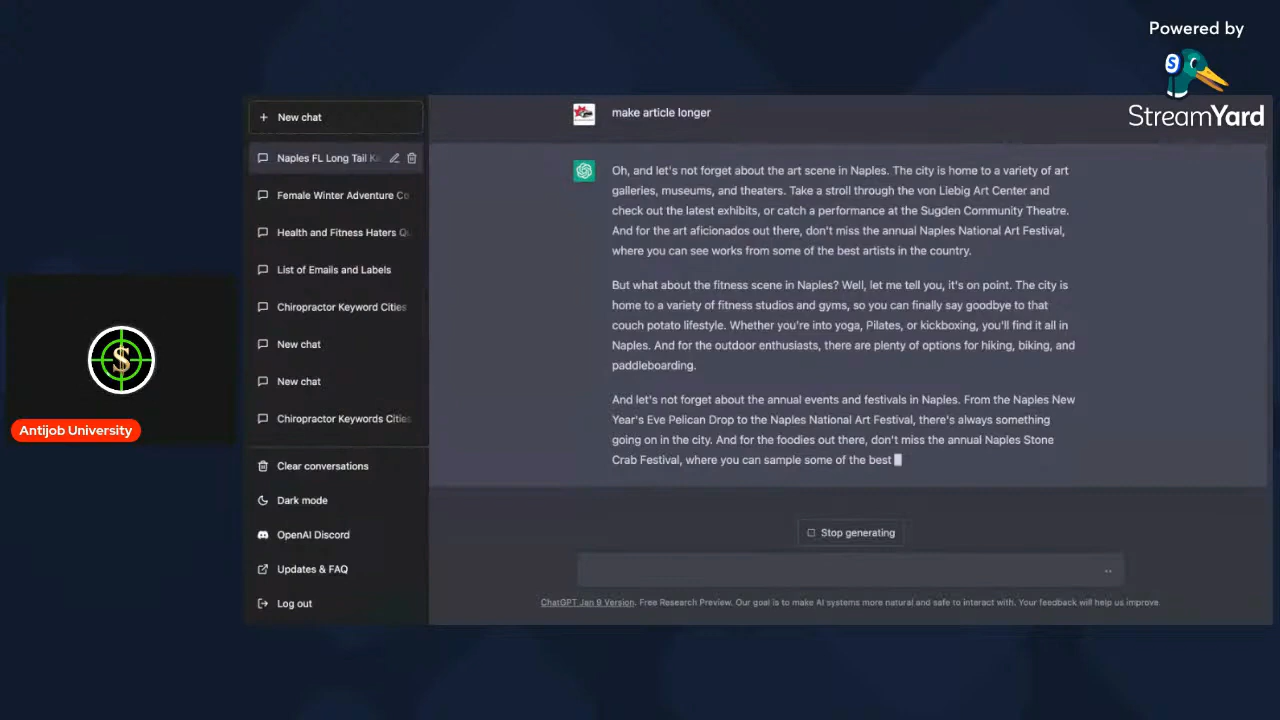 Powered by
StreamYard
New chat
Naples FL Long Tail
Female Winter Adventure Co
Health and Fitness Haters
List of Emails and Labels
Chiropractor Keyword Cities
New chat
New chat
Chiropractor Keywords Cities
Clear conversations
Dark mode
OpenAI Discord
Updates & FAQ
Log out
make article longer
Oh, and let's not forget about the art scene in Naples. The city is home to a variety of art
galleries, museums, and theaters. Take a stroll through the von Liebig Art Center and
check out the latest exhibits, or catch a performance at the Sugden Community Theatre.
And for the art aficionados out there, don't miss the annual Naples National Art Festival,
where you can see works from some of the best artists in the country.
But what about the fitness scene in Naples? Well, let me tell you, it's on point. The city is
home to a variety of fitness studios and gyms, so you can finally say goodbye to that
couch potato lifestyle. Whether you're into yoga, Pilates, or kickboxing, you'll find it all in
Naples. And for the outdoor enthusiasts, there are plenty of options for hiking, biking, and
paddleboarding.
And let's not forget about the annual events and festivals in Naples. From the Naples New
Year's Eve Pelican Drop to the Naples National Art Festival, there's always something
going on in the city. And for the foodies out there, don't miss the annual Naples Stone
Crab Festival, where you can sample some of the best
Stop generating
ChatGPT Jan 9 Version. Free Research Preview. Our goal is to make AI systems more natural and safe to interact with. Your feedback will help us improve
$
Antijob University